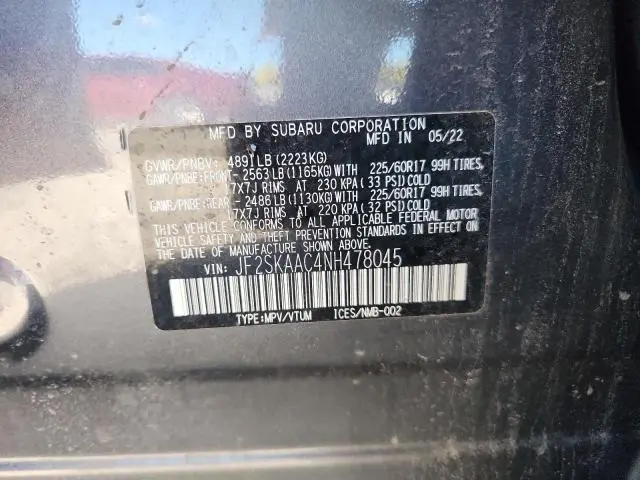 MFD BY SUBARU CORPORATION
MFD IN 05/22
GVWR/PNBV: 4891LB (2223KG)
GAWR/PNBE:FRONT- 2563LB (1165KG) WITH 225/60R17 99H TIRES,
17X7J RIMS AT 230 KPA (33 PSI) COLD
GAWR/PNBE:REAR - 2486LB (1130KG) WITH 225/60R17 99H TIRES,
17X7J RIMS AT 220 KPA (32 PSI) COLD
THIS VEHICLE CONFORMS TO ALL APPLICABLE FEDERAL MOTOR
VEHICLE SAFETY AND THEFT PREVENTION STANDARDS IN EFFECT ON
THE DATE OF MANUFACTURE SHOWN ABOVE.
VIN: JF2SKAAC4NH478045
TYPE:MPV/VTUM ICES/NMB-002